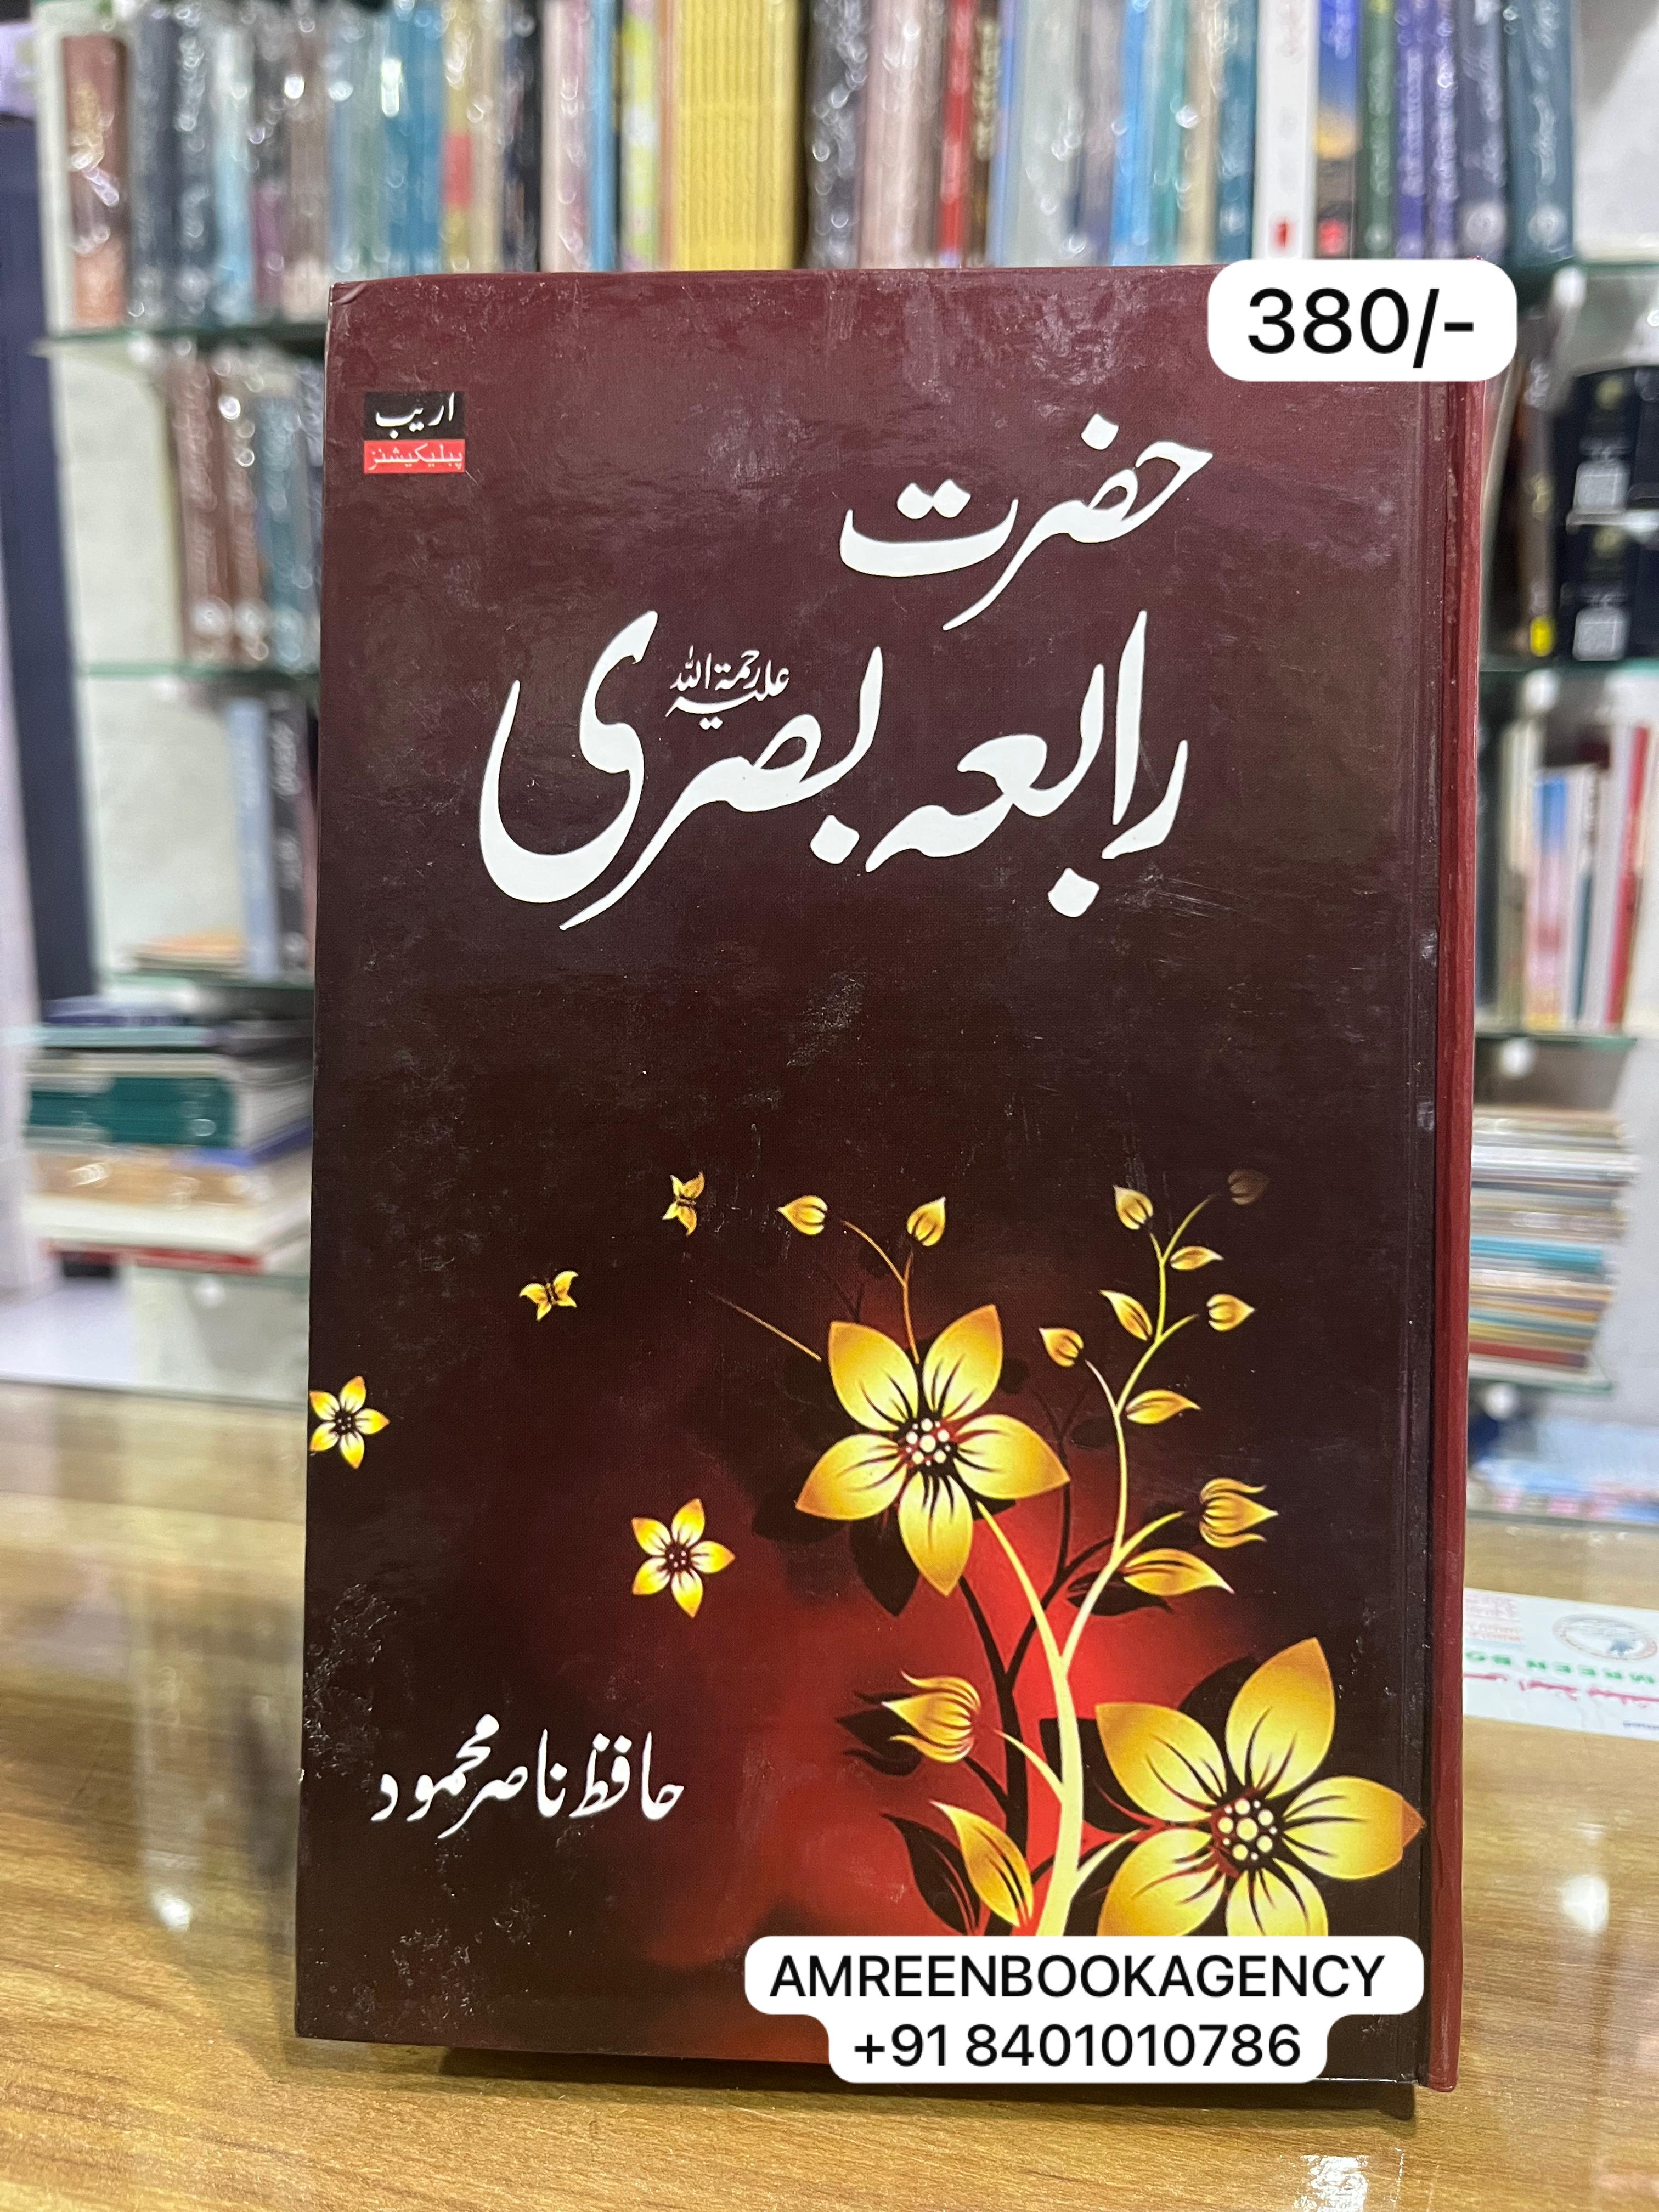 380/-
اریب
پبلیکیشنز
حضرت
رابعہ بصری
رحمۃ اللہ
علیہ
حافظ ناصر محمود
AMREENBOOKAGENCY
+91 8401010786